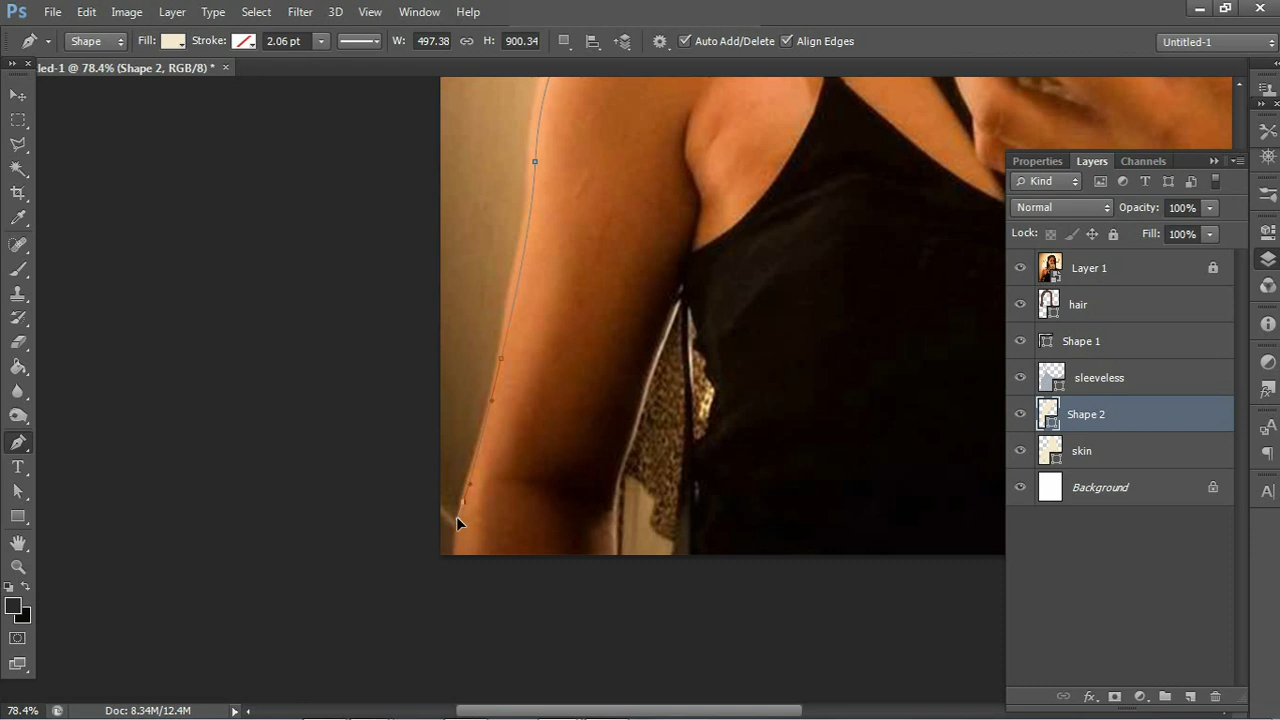 Ps File Edit Image Layer Type Select Filter 3D View Window Help
Shape Fill: Stroke: 2.06 pt W: 497.38 H: 900.34 Auto Add/Delete Align Edges Untitled-1
led-1 @ 78.4% (Shape 2, RGB/8) * ×
Properties Layers Channels
Kind
Normal Opacity: 100%
Lock: Fill: 100%
Layer 1
hair
Shape 1
sleeveless
Shape 2
skin
Background
78.4% Doc: 8.34M/12.4M